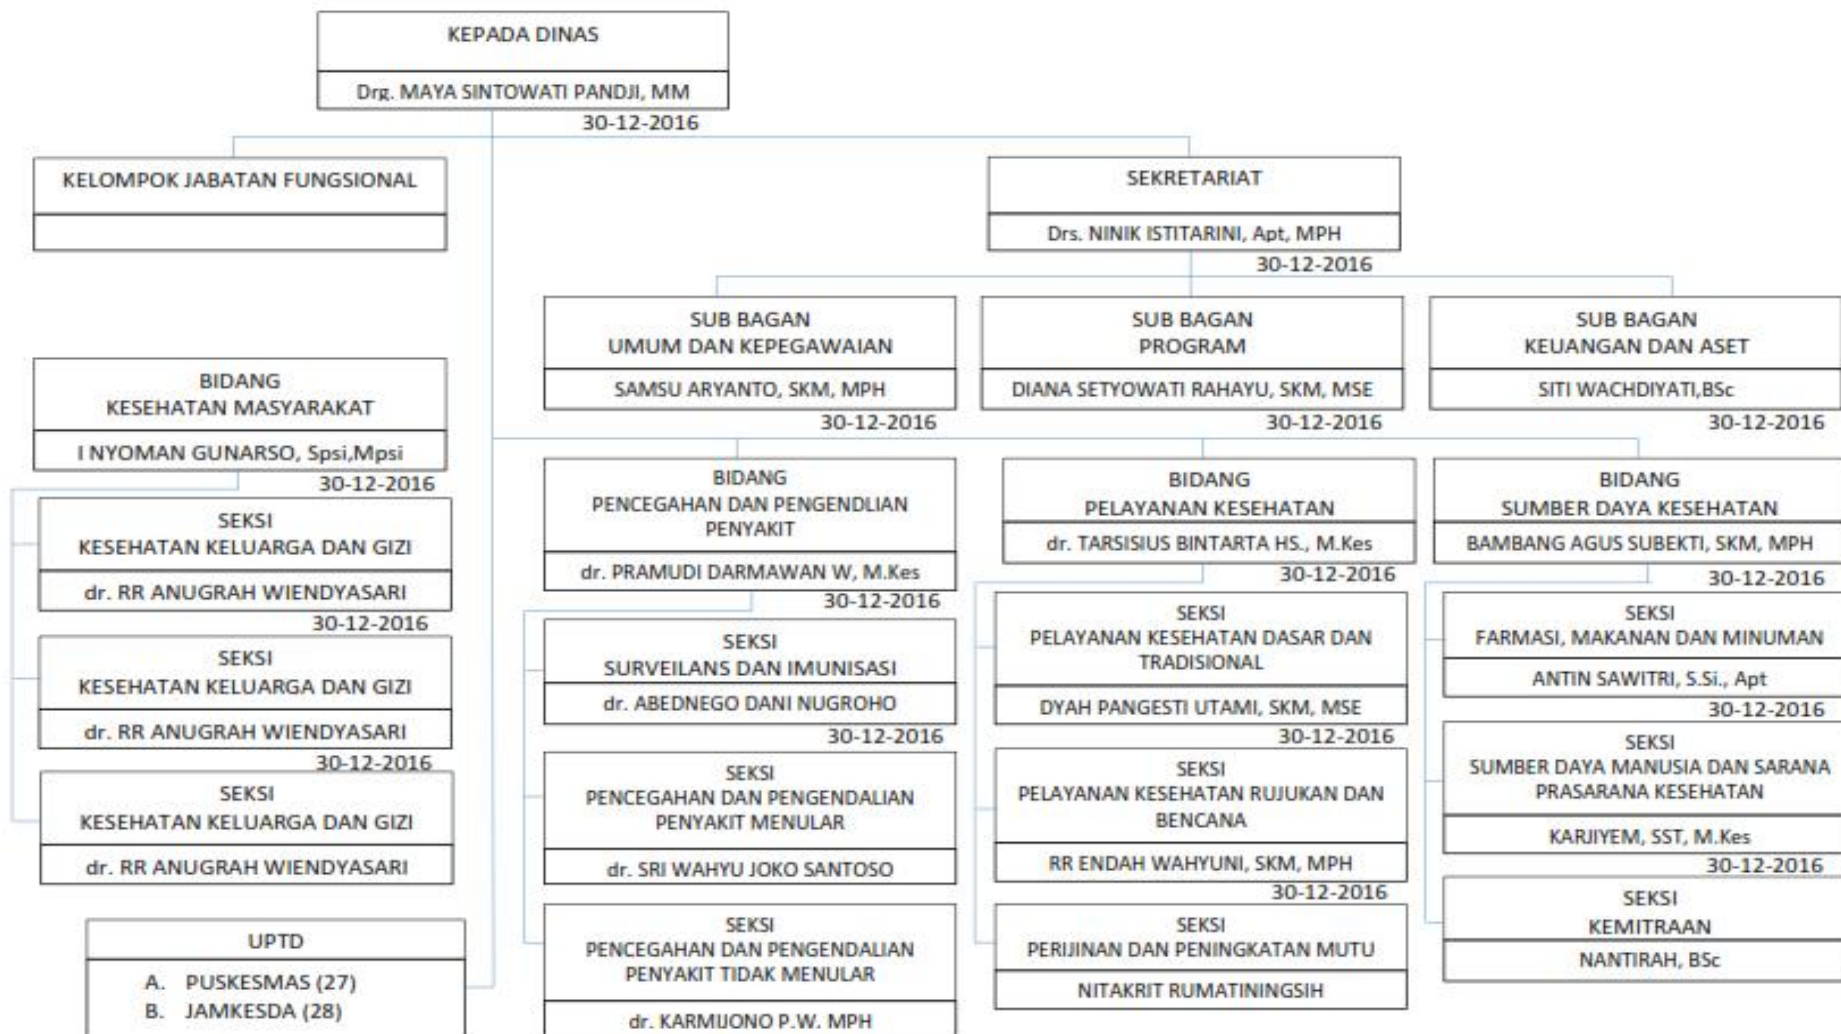 KEPADA DINAS
Drg. MAYA SINTOWATI PANDJI, MM
30-12-2016
KELOMPOK JABATAN FUNGSIONAL
SEKRETARIAT
Drs. NINIK ISTITARINI, Apt, MPH
30-12-2016
SUB BAGAN
UMUM DAN KEPEGAWAIAN
SAMSU ARYANTO, SKM, MPH
30-12-2016
SUB BAGAN
PROGRAM
DIANA SETYOWATI RAHAYU, SKM, MSE
30-12-2016
SUB BAGAN
KEUANGAN DAN ASET
SITI WACHDIYATI,BSc
30-12-2016
BIDANG
KESEHATAN MASYARAKAT
I NYOMAN GUNARSO, Spsi,Mpsi
30-12-2016
SEKSI
KESEHATAN KELUARGA DAN GIZI
dr. RR ANUGRAH WIENDYASARI
30-12-2016
SEKSI
KESEHATAN KELUARGA DAN GIZI
dr. RR ANUGRAH WIENDYASARI
30-12-2016
SEKSI
KESEHATAN KELUARGA DAN GIZI
dr. RR ANUGRAH WIENDYASARI
UPTD
A. PUSKESMAS (27)
B. JAMKESDA (28)
BIDANG
PENCEGAHAN DAN PENGENDLIAN
PENYAKIT
dr. PRAMUDI DARMAWAN W, M.Kes
30-12-2016
SEKSI
SURVEILANS DAN IMUNISASI
dr. ABEDNEGO DANI NUGROHO
30-12-2016
SEKSI
PENCEGAHAN DAN PENGENDALIAN
PENYAKIT MENULAR
dr. SRI WAHYU JOKO SANTOSO
SEKSI
PENCEGAHAN DAN PENGENDALIAN
PENYAKIT TIDAK MENULAR
dr. KARMIJONO P.W. MPH
BIDANG
PELAYANAN KESEHATAN
dr. TARSISIUS BINTARTA HS., M.Kes
30-12-2016
SEKSI
PELAYANAN KESEHATAN DASAR DAN
TRADISIONAL
DYAH PANGESTI UTAMI, SKM, MSE
30-12-2016
SEKSI
PELAYANAN KESEHATAN RUJUKAN DAN
BENCANA
RR ENDAH WAHYUNI, SKM, MPH
30-12-2016
SEKSI
PERIJINAN DAN PENINGKATAN MUTU
NITAKRIT RUMATININGSIH
BIDANG
SUMBER DAYA KESEHATAN
BAMBANG AGUS SUBEKTI, SKM, MPH
30-12-2016
SEKSI
FARMASI, MAKANAN DAN MINUMAN
ANTIN SAWITRI, S.Si., Apt
30-12-2016
SEKSI
SUMBER DAYA MANUSIA DAN SARANA
PRASARANA KESEHATAN
KARJIYEM, SST, M.Kes
30-12-2016
SEKSI
KEMITRAAN
NANTIRAH, BSc